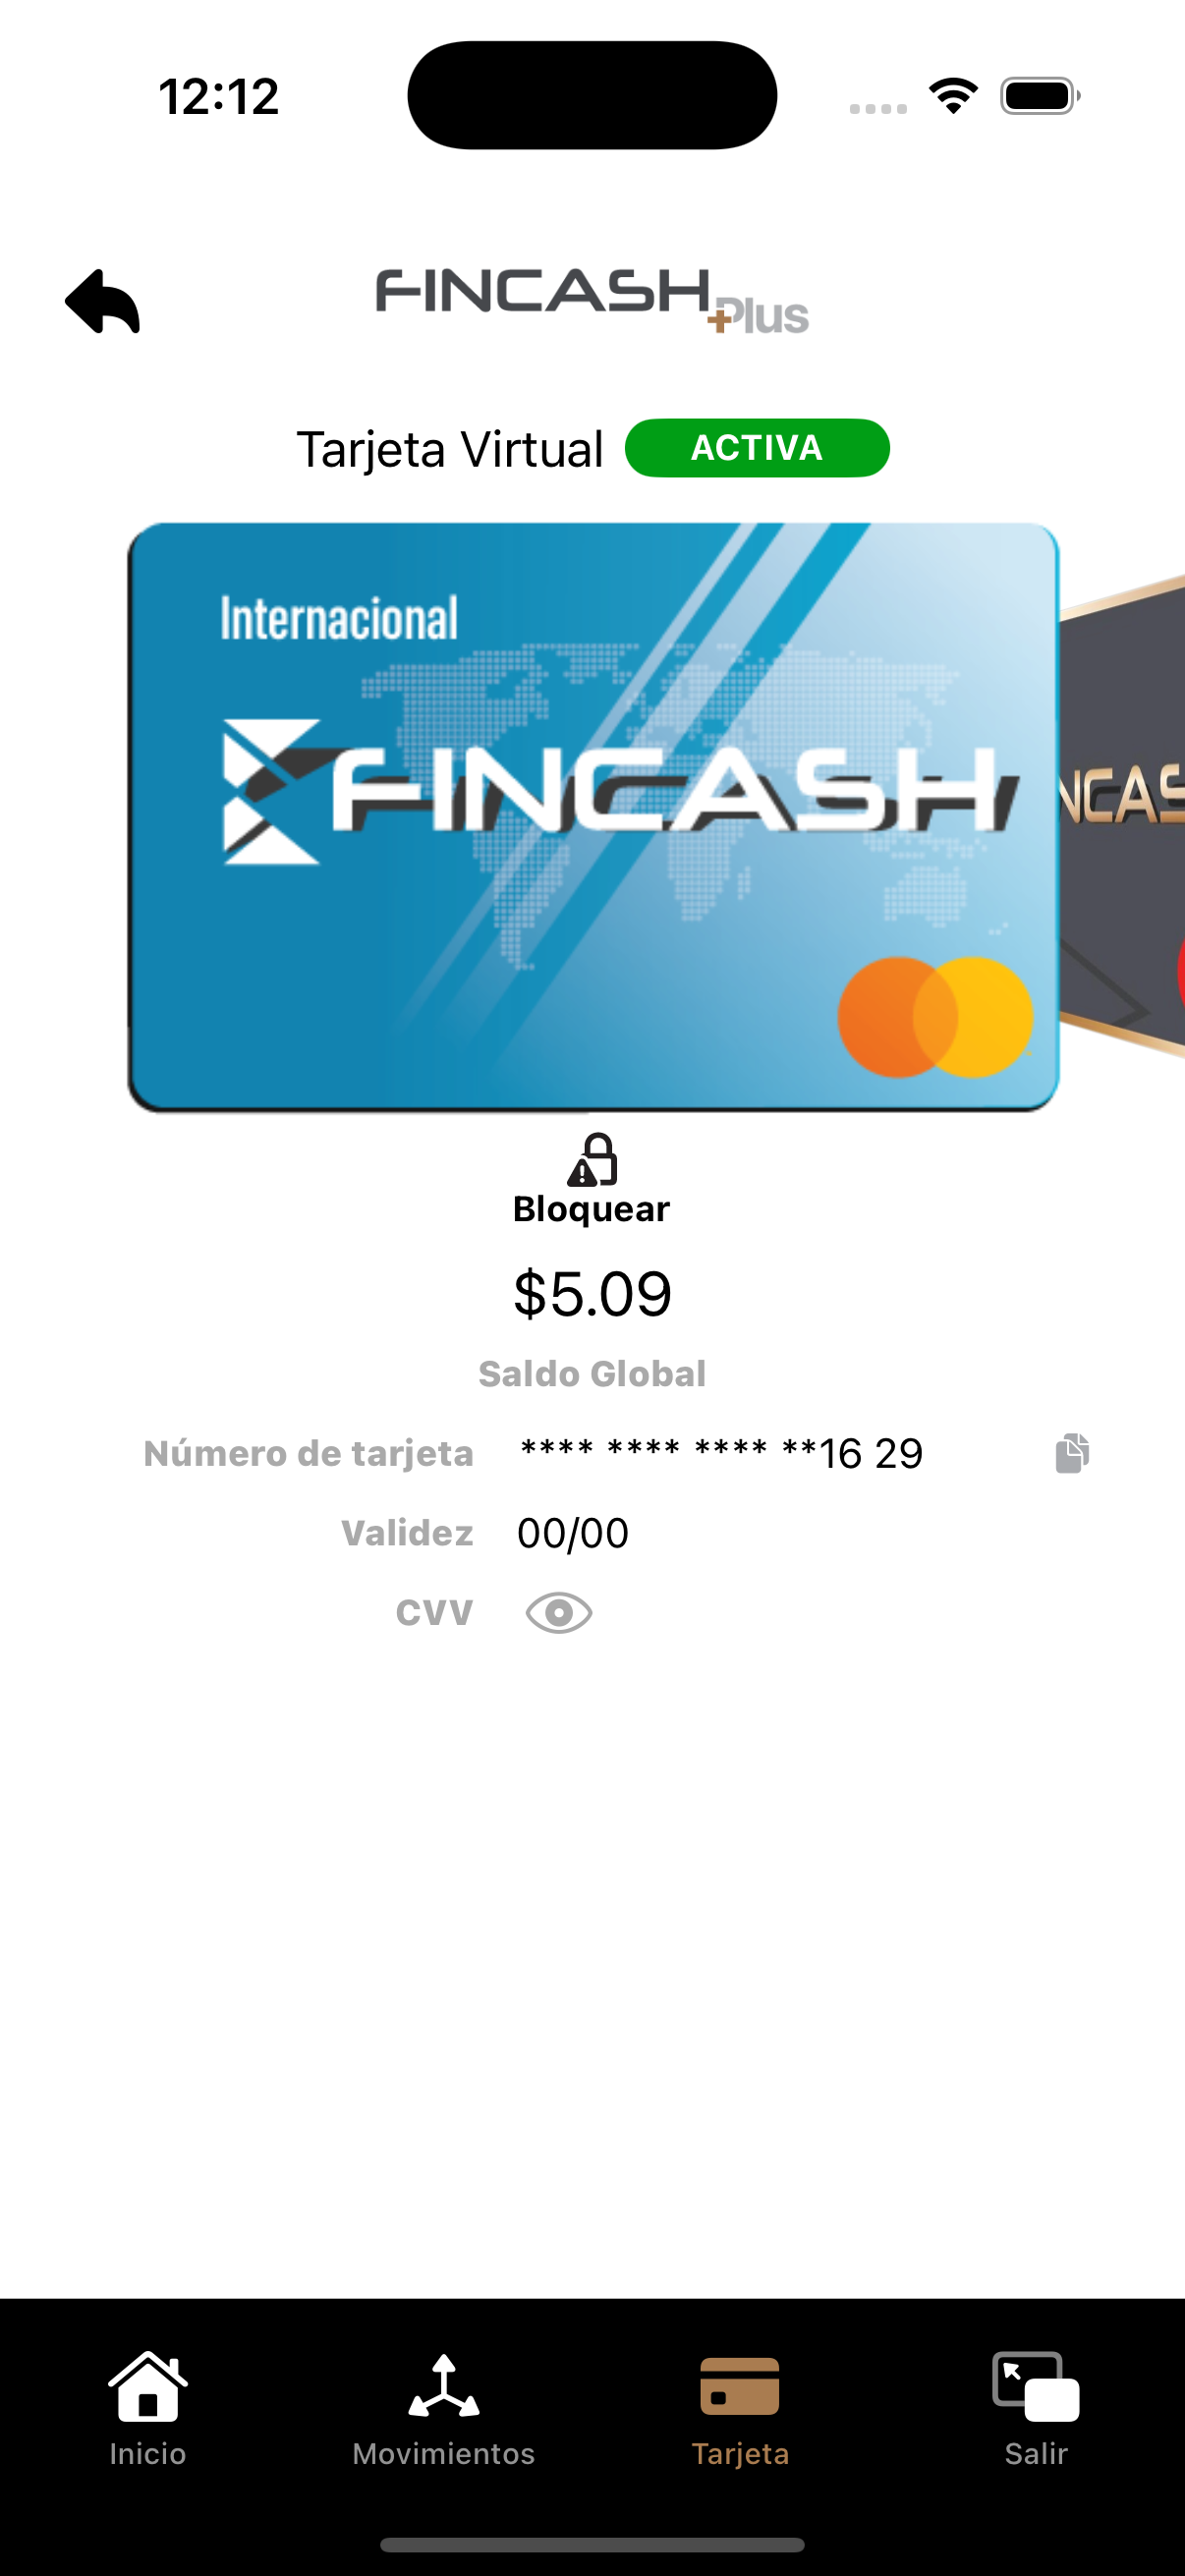 12:12
FINCASH
+Plus
Tarjeta Virtual ACTIVA
Internacional
FINCASH
NCAS
Bloquear
$5.09
Saldo Global
Número de tarjeta **** **** **** **16 29
Validez 00/00
CVV
Inicio Movimientos Tarjeta Salir